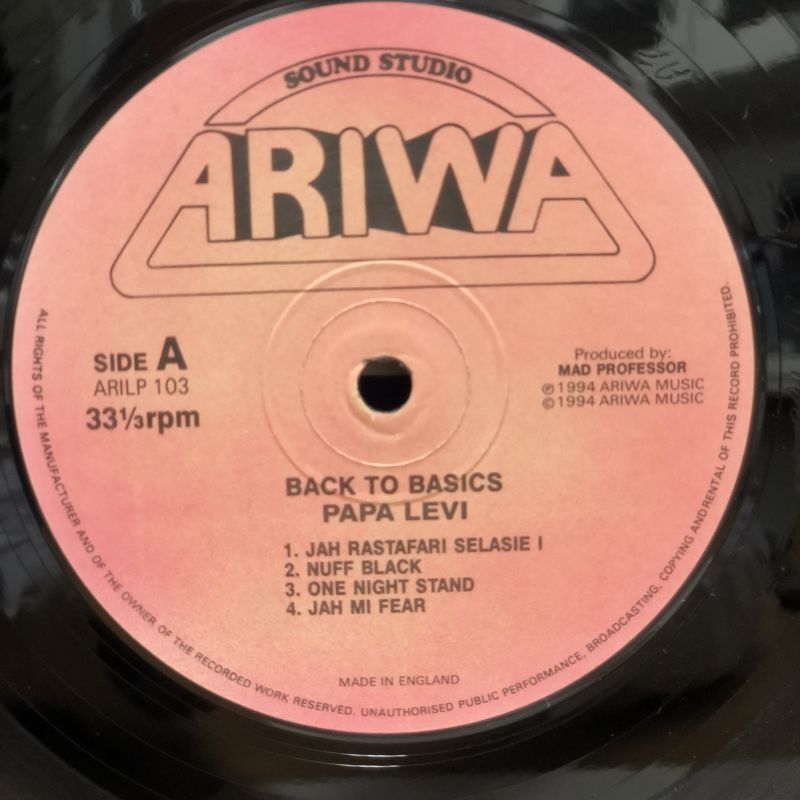 SOUND STUDIO
ARIWA
SIDE A
ARILP 103
33⅓rpm
Produced by:
MAD PROFESSOR
℗ 1994 ARIWA MUSIC
© 1994 ARIWA MUSIC
BACK TO BASICS
PAPA LEVI
1. JAH RASTAFARI SELASIE I
2. NUFF BLACK
3. ONE NIGHT STAND
4. JAH MI FEAR
MADE IN ENGLAND
ALL RIGHTS OF THE MANUFACTURER AND OF THE OWNER OF THE RECORDED WORK RESERVED. UNAUTHORISED PUBLIC PERFORMANCE, BROADCASTING, COPYING AND RENTAL OF THIS RECORD PROHIBITED.